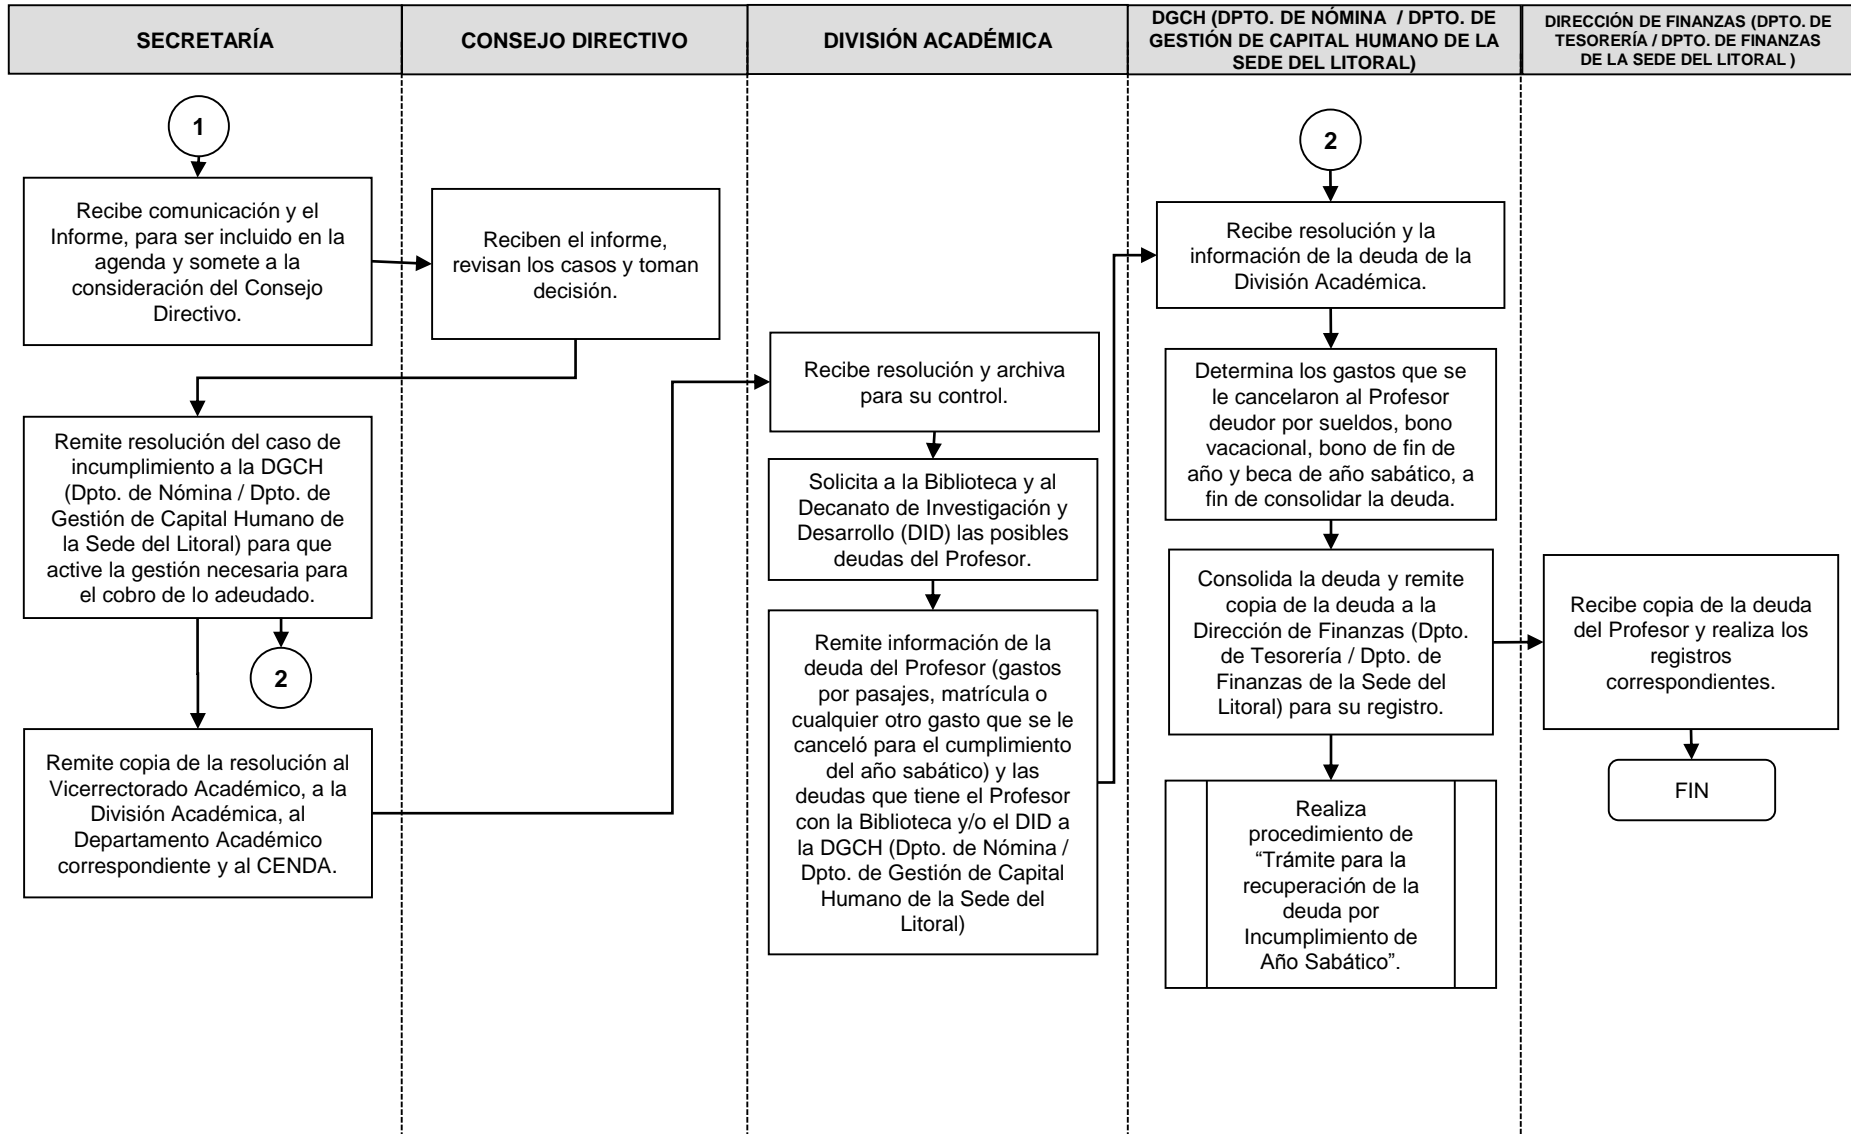 SECRETARÍA
CONSEJO DIRECTIVO
DIVISIÓN ACADÉMICA
DGCH (DPTO. DE NÓMINA / DPTO. DE
GESTIÓN DE CAPITAL HUMANO DE LA
SEDE DEL LITORAL)
DIRECCIÓN DE FINANZAS (DPTO. DE
TESORERÍA / DPTO. DE FINANZAS
DE LA SEDE DEL LITORAL )
1
Recibe comunicación y el
Informe, para ser incluido en la
agenda y somete a la
consideración del Consejo
Directivo.
Reciben el informe,
revisan los casos y toman
decisión.
Remite resolución del caso de
incumplimiento a la DGCH
(Dpto. de Nómina / Dpto. de
Gestión de Capital Humano de
la Sede del Litoral) para que
active la gestión necesaria para
el cobro de lo adeudado.
2
Remite copia de la resolución al
Vicerrectorado Académico, a la
División Académica, al
Departamento Académico
correspondiente y al CENDA.
Recibe resolución y archiva
para su control.
Solicita a la Biblioteca y al
Decanato de Investigación y
Desarrollo (DID) las posibles
deudas del Profesor.
Remite información de la
deuda del Profesor (gastos
por pasajes, matrícula o
cualquier otro gasto que se le
canceló para el cumplimiento
del año sabático) y las
deudas que tiene el Profesor
con la Biblioteca y/o el DID a
la DGCH (Dpto. de Nómina /
Dpto. de Gestión de Capital
Humano de la Sede del
Litoral)
2
Recibe resolución y la
información de la deuda de la
División Académica.
Determina los gastos que se
le cancelaron al Profesor
deudor por sueldos, bono
vacacional, bono de fin de
año y beca de año sabático, a
fin de consolidar la deuda.
Consolida la deuda y remite
copia de la deuda a la
Dirección de Finanzas (Dpto.
de Tesorería / Dpto. de
Finanzas de la Sede del
Litoral) para su registro.
Realiza
procedimiento de
“Trámite para la
recuperación de la
deuda por
Incumplimiento de
Año Sabático”.
Recibe copia de la deuda
del Profesor y realiza los
registros
correspondientes.
FIN